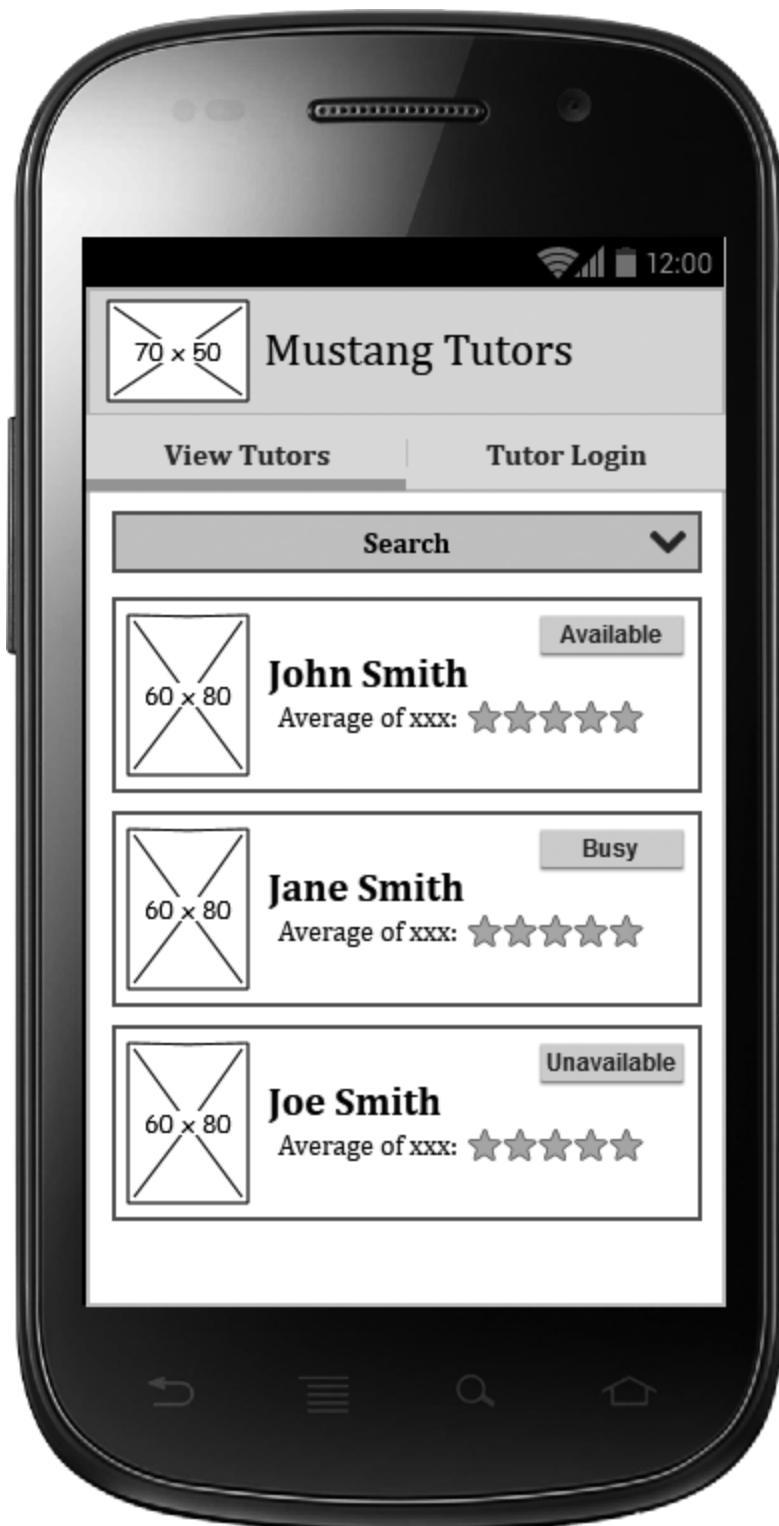 12:00
70 x 50
Mustang Tutors
View Tutors
Tutor Login
Search
Available
60 x 80
John Smith
Average of xxx:
Busy
60 x 80
Jane Smith
Average of xxx:
Unavailable
60 x 80
Joe Smith
Average of xxx: